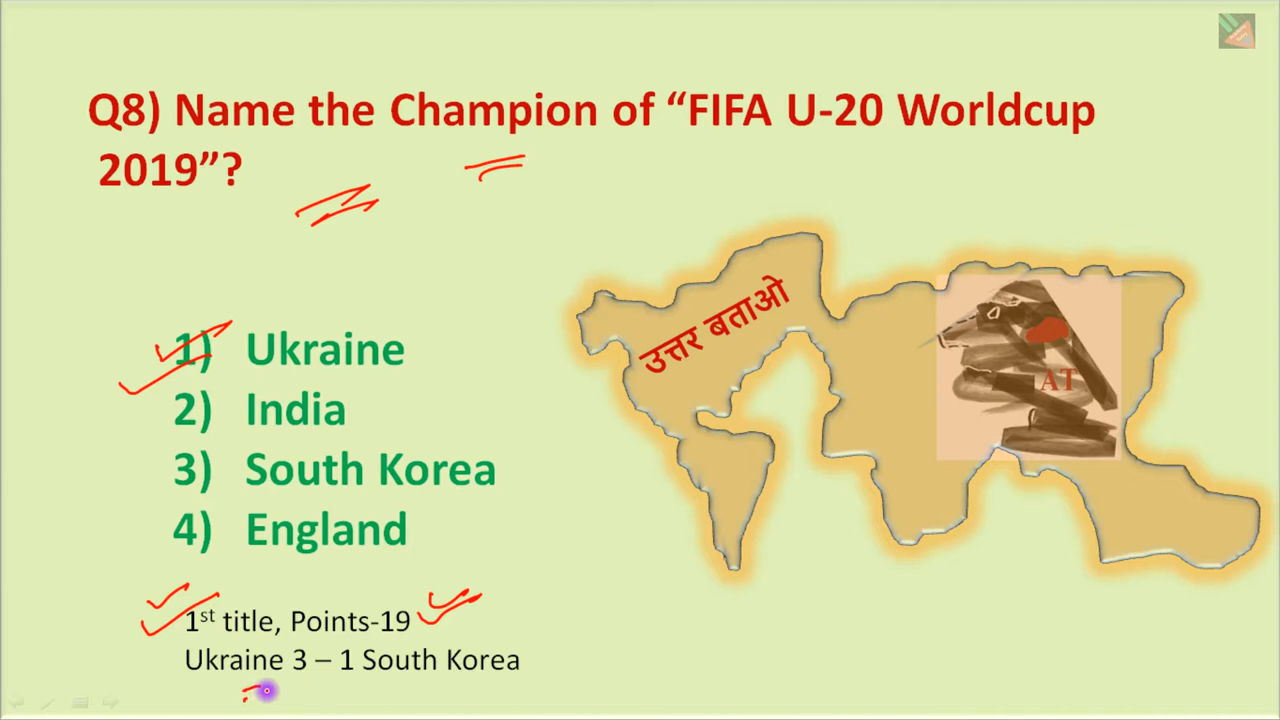 Q8) Name the Champion of “FIFA U-20 Worldcup
2019”?
उत्तर बताओ
AT
1) Ukraine
2) India
3) South Korea
4) England
1st title, Points-19
Ukraine 3 – 1 South Korea